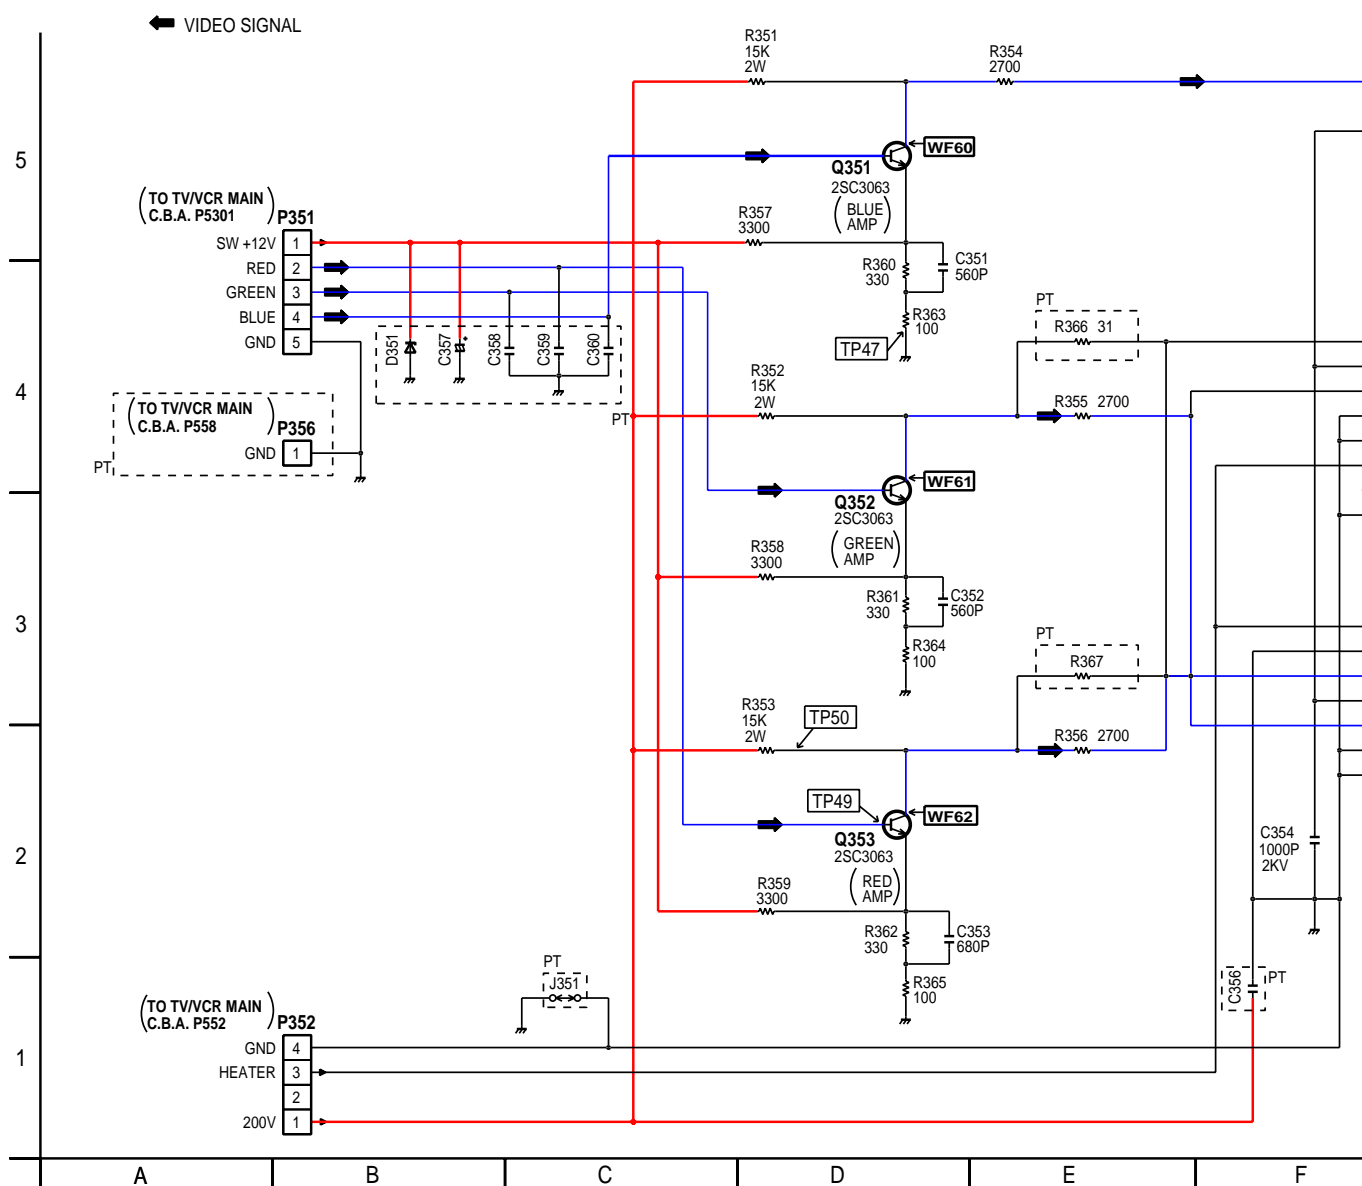 VIDEO SIGNAL
R351
15K
2W
R354
2700
5
WF60
Q351
2SC3063
(BLUE
AMP)
(TO TV/VCR MAIN
C.B.A. P5301)
P351
SW +12V 1
RED 2
GREEN 3
BLUE 4
GND 5
R357
3300
R360
330
C351
560P
R363
100
TP47
PT
R366 31
D351
C357
+
C358
C359
C360
PT
R352
15K
2W
R355 2700
4
(TO TV/VCR MAIN
C.B.A. P558)
P356
GND 1
PT
WF61
Q352
2SC3063
(GREEN
AMP)
R358
3300
R361
330
C352
560P
R364
100
3
PT
R367
R353
15K
2W
TP50
R356 2700
TP49
WF62
Q353
2SC3063
(RED
AMP)
2
C354
1000P
2KV
R359
3300
R362
330
C353
680P
R365
100
PT
J351
C356
PT
(TO TV/VCR MAIN
C.B.A. P552)
P352
GND 4
HEATER 3
2
200V 1
1
A B C D E F